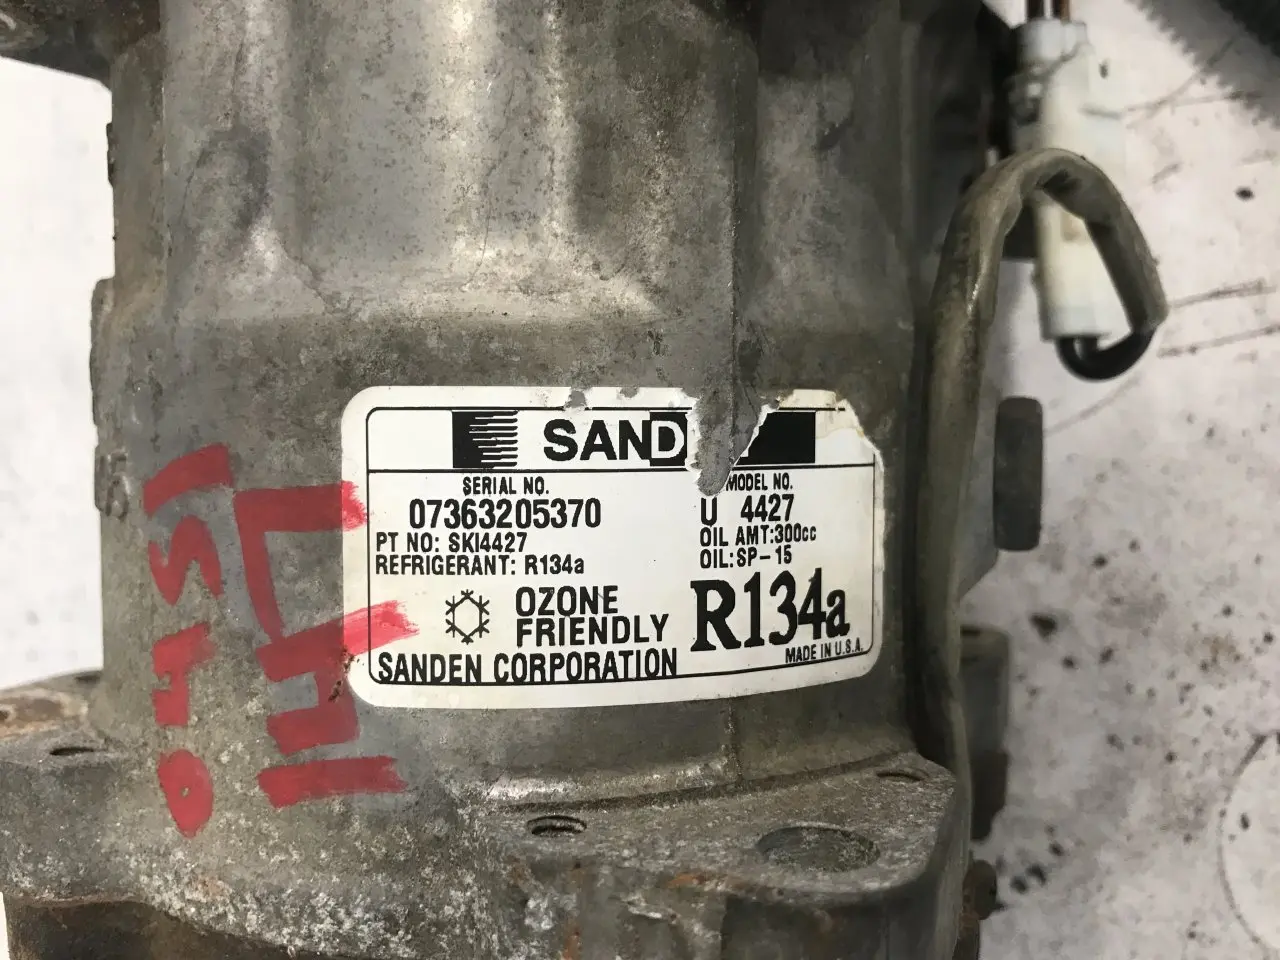 SAND
SERIAL NO.
07363205370
MODEL NO.
U 4427
PT NO: SKI4427
OIL AMT:300cc
REFRIGERANT: R134a
OIL: SP-15
OZONE
FRIENDLY
R134a
SANDEN CORPORATION
MADE IN U.S.A.